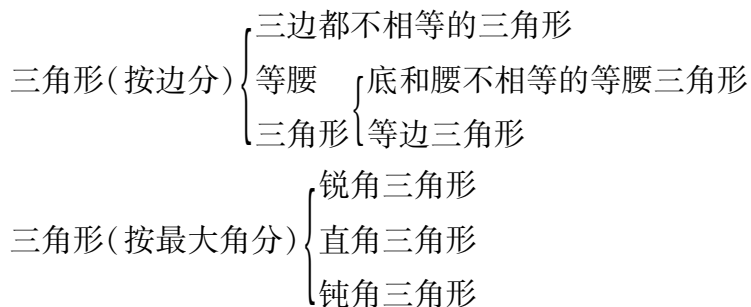 三边都不相等的三角形
三角形(按边分) 等腰 底和腰不相等的等腰三角形
三角形 等边三角形
锐角三角形
三角形(按最大角分) 直角三角形
钝角三角形